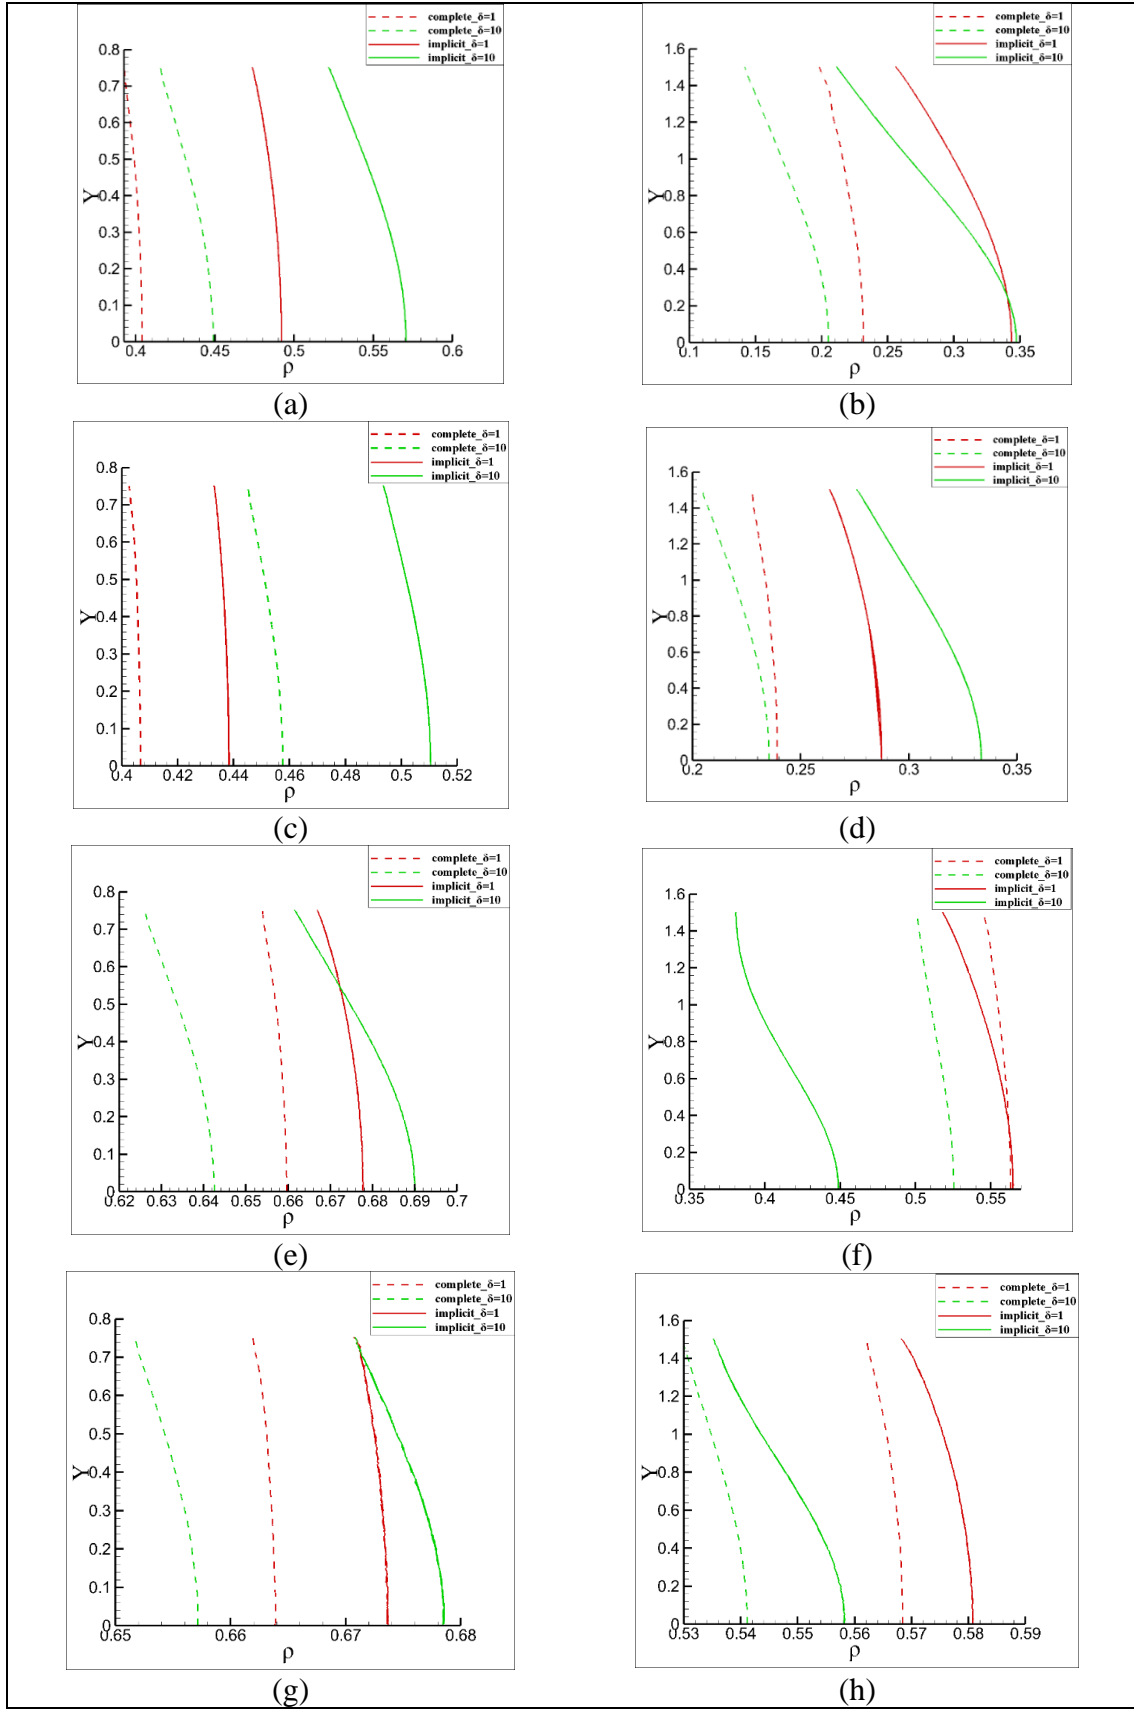 complete_δ=1
complete_δ=10
implicit_δ=1
implicit_δ=10
0.8
0.7
0.6
0.5
0.4
0.3
0.2
0.1
0
Y
0.4 0.45 0.5 0.55 0.6
ρ
(a)
complete_δ=1
complete_δ=10
implicit_δ=1
implicit_δ=10
1.6
1.4
1.2
1
0.8
0.6
0.4
0.2
0
Y
0.1 0.15 0.2 0.25 0.3 0.35
ρ
(b)
complete_δ=1
complete_δ=10
implicit_δ=1
implicit_δ=10
0.8
0.7
0.6
0.5
0.4
0.3
0.2
0.1
0
Y
0.4 0.42 0.44 0.46 0.48 0.5 0.52
ρ
(c)
complete_δ=1
complete_δ=10
implicit_δ=1
implicit_δ=10
1.6
1.4
1.2
1
0.8
0.6
0.4
0.2
0
Y
0.2 0.25 0.3 0.35
ρ
(d)
complete_δ=1
complete_δ=10
implicit_δ=1
implicit_δ=10
0.8
0.7
0.6
0.5
0.4
0.3
0.2
0.1
0
Y
0.62 0.63 0.64 0.65 0.66 0.67 0.68 0.69 0.7
ρ
(e)
complete_δ=1
complete_δ=10
implicit_δ=1
implicit_δ=10
1.6
1.4
1.2
1
0.8
0.6
0.4
0.2
0
Y
0.35 0.4 0.45 0.5 0.55
ρ
(f)
complete_δ=1
complete_δ=10
implicit_δ=1
implicit_δ=10
0.8
0.7
0.6
0.5
0.4
0.3
0.2
0.1
0
Y
0.65 0.66 0.67 0.68
ρ
(g)
complete_δ=1
complete_δ=10
implicit_δ=1
implicit_δ=10
1.6
1.4
1.2
1
0.8
0.6
0.4
0.2
0
Y
0.53 0.54 0.55 0.56 0.57 0.58 0.59
ρ
(h)